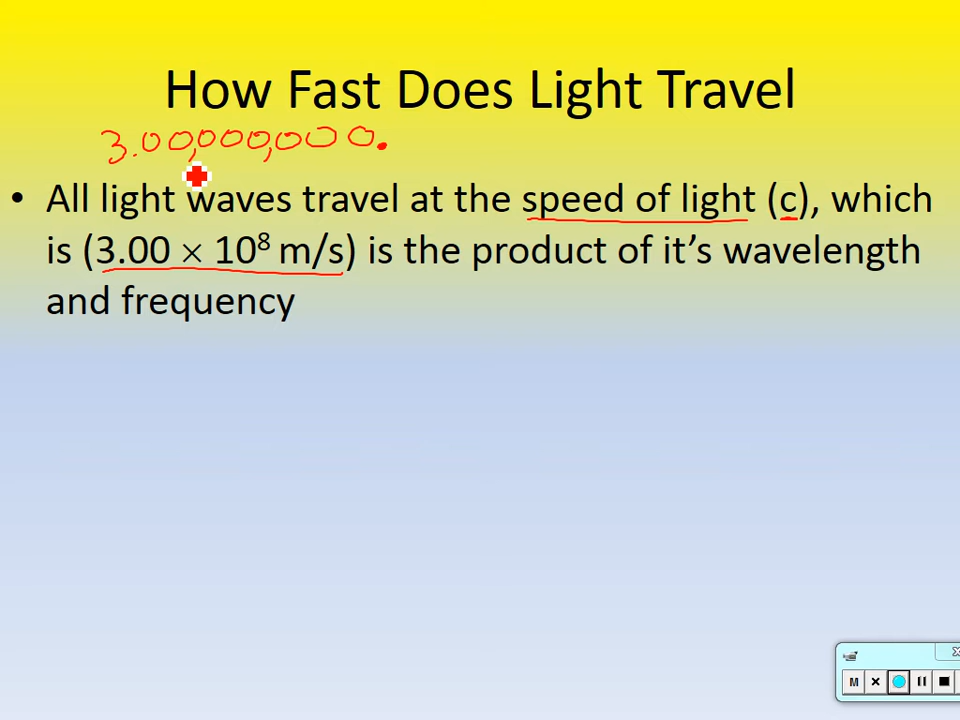 How Fast Does Light Travel
3.00,000,000.
• All light waves travel at the speed of light (c), which
is (3.00 × 10⁸ m/s) is the product of it's wavelength
and frequency
M